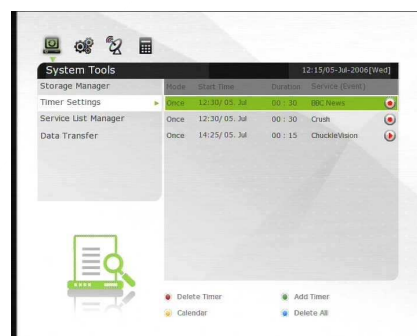 System Tools 12:15/05-Jul-2006[Wed]
Storage Manager
Timer Settings
Service List Manager
Data Transfer
Mode Start Time Duration Service (Event)
Once 12:30/ 05. Jul 00 : 30 BBC News
Once 12:30/ 05. Jul 00 : 30 Crush
Once 14:25/ 05. Jul 00 : 15 ChuckleVision
Delete Timer Add Timer
Calendar Delete All